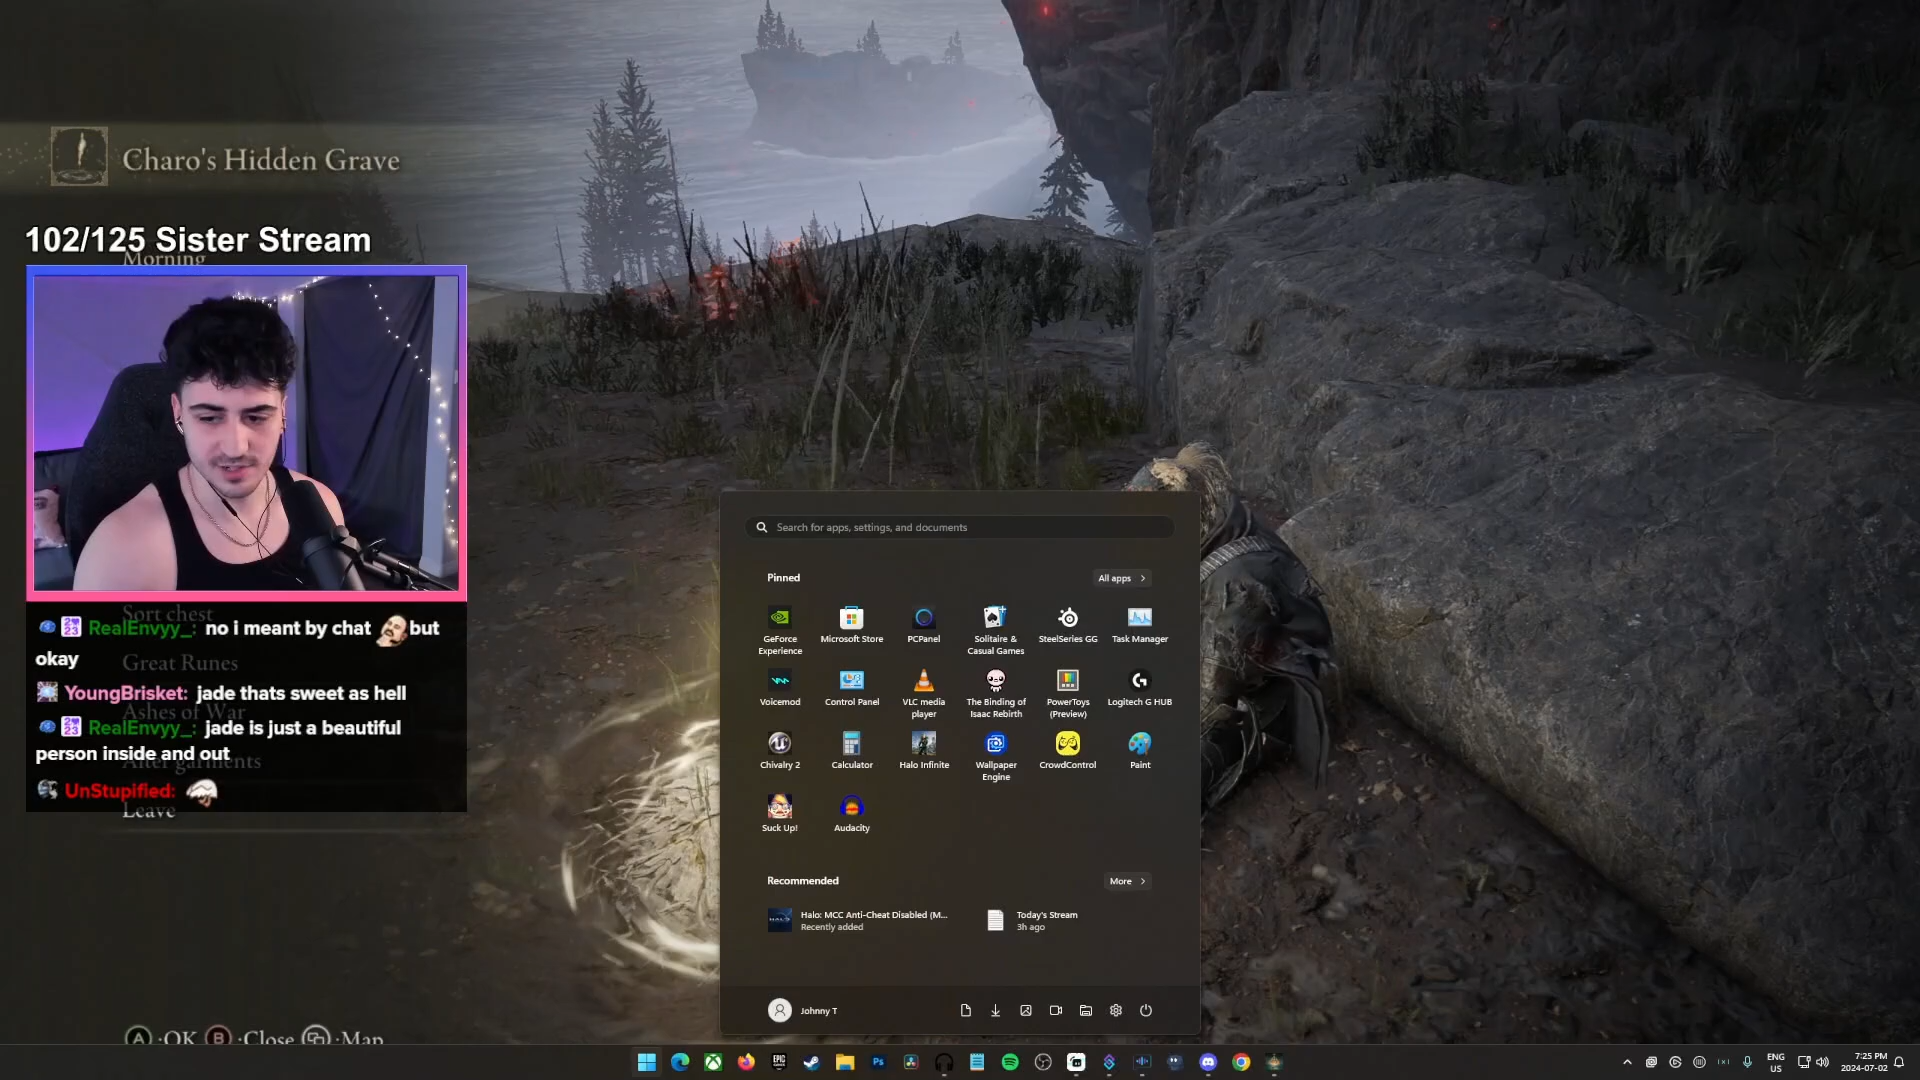 Charo's Hidden Grave
102/125 Sister Stream
Morning
Sort chest
RealEnvyy_: no i meant by chat but
okay
Great Runes
YoungBrisket: jade thats sweet as hell
Ashes of War
RealEnvyy_: jade is just a beautiful
person inside and out
Alter garments
UnStupified:
Leave
A :OK B :Close :Map
Search for apps, settings, and documents
Pinned
All apps
GeForce
Experience
Microsoft Store
PCPanel
Solitaire &
Casual Games
SteelSeries GG
Task Manager
Voicemod
Control Panel
VLC media
player
The Binding of
Isaac Rebirth
PowerToys
(Preview)
Logitech G HUB
Chivalry 2
Calculator
Halo Infinite
Wallpaper
Engine
CrowdControl
Paint
Suck Up!
Audacity
Recommended
More
Halo: MCC Anti-Cheat Disabled (M...
Recently added
Today's Stream
3h ago
Johnny T
ENG
US
7:25 PM
2024-07-02